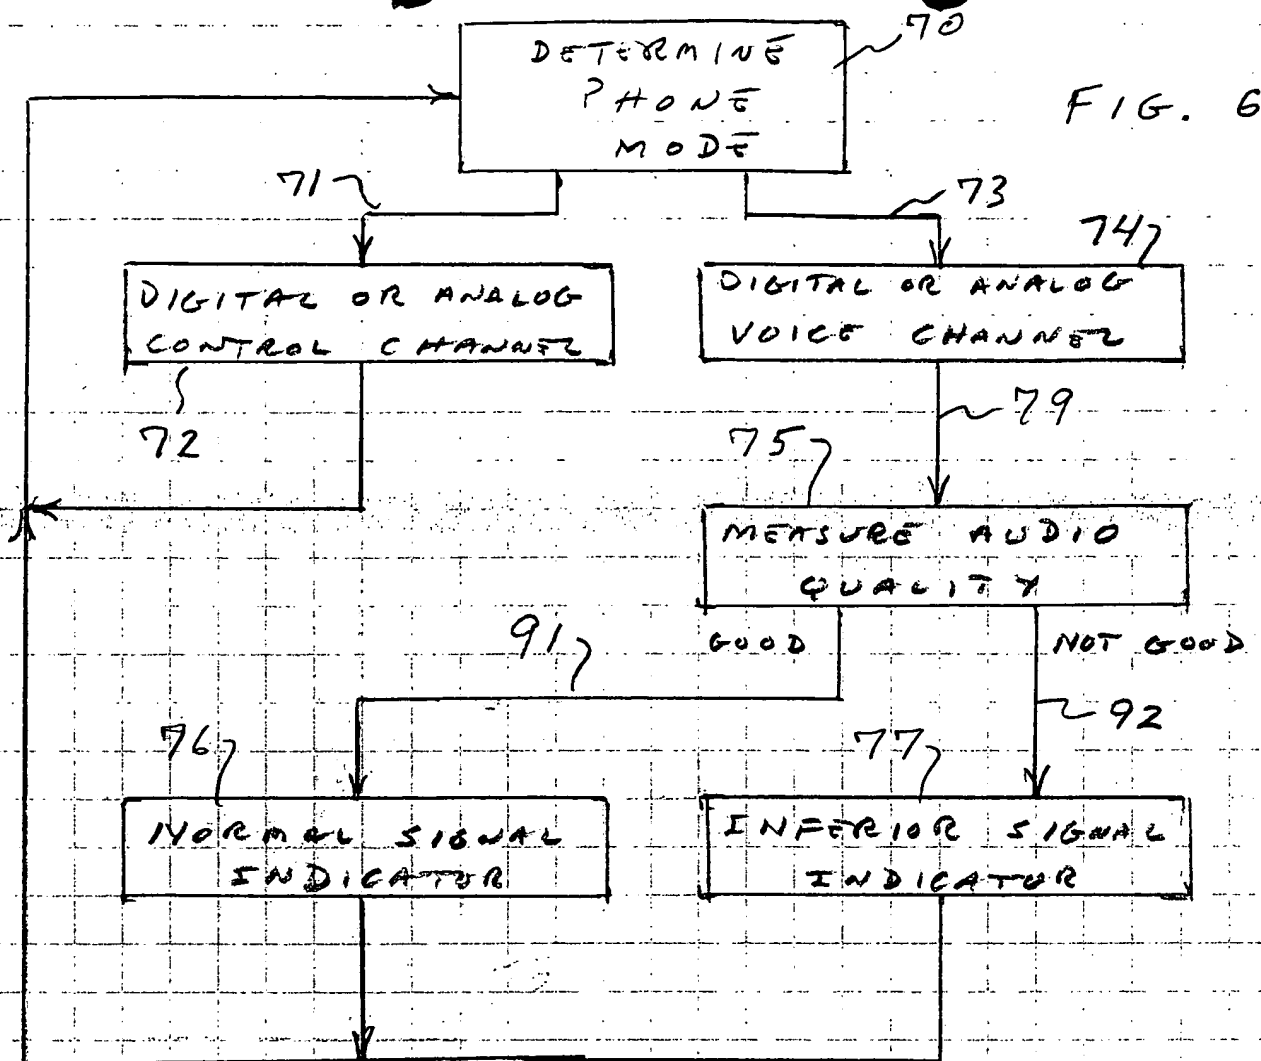 70
DETERMINE
PHONE
MODE
FIG. 6
71
73
74
DIGITAL OR ANALOG
CONTROL CHANNEL
DIGITAL OR ANALOG
VOICE CHANNEL
72
79
75
MEASURE AUDIO
QUALITY
GOOD
NOT GOOD
91
92
76
77
NORMAL SIGNAL
INDICATOR
INFERIOR SIGNAL
INDICATOR